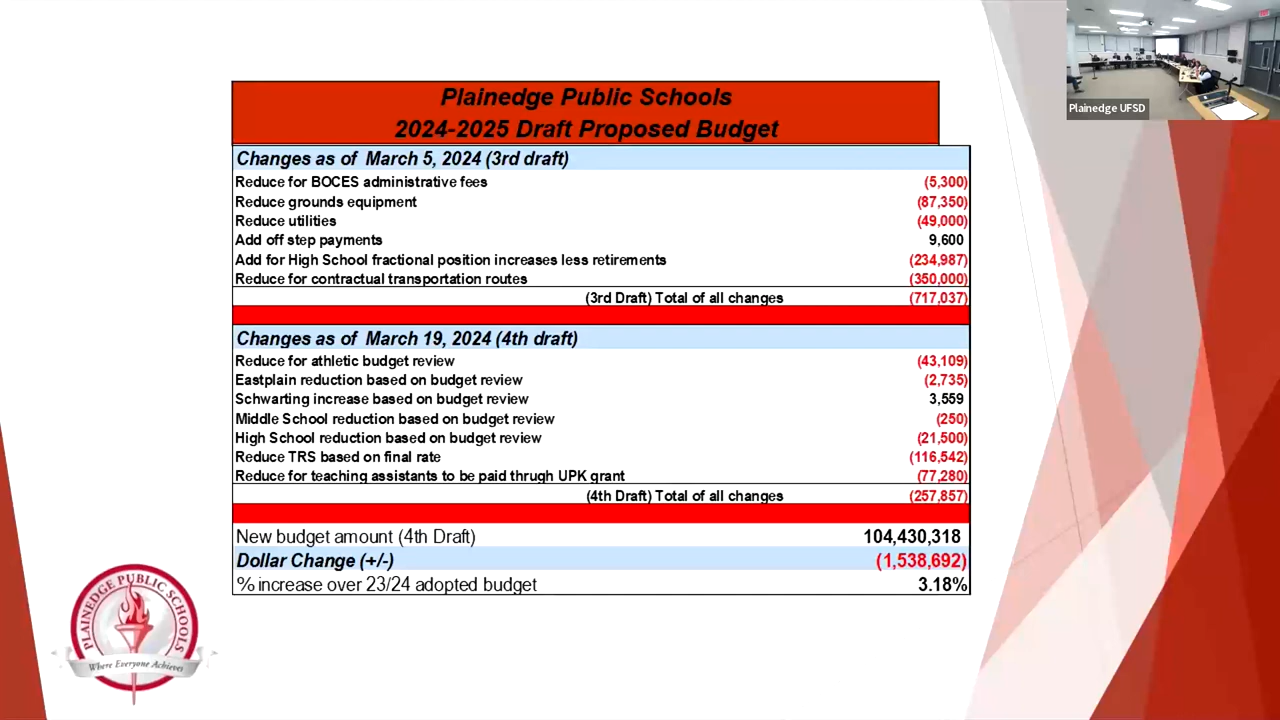 Plainedge UFSD
Plainedge Public Schools
2024-2025 Draft Proposed Budget
Changes as of March 5, 2024 (3rd draft)
Reduce for BOCES administrative fees (5,300)
Reduce grounds equipment (87,350)
Reduce utilities (49,000)
Add off step payments 9,600
Add for High School fractional position increases less retirements (234,987)
Reduce for contractual transportation routes (350,000)
(3rd Draft) Total of all changes (717,037)
Changes as of March 19, 2024 (4th draft)
Reduce for athletic budget review (43,109)
Eastplain reduction based on budget review (2,735)
Schwarting increase based on budget review 3,559
Middle School reduction based on budget review (250)
High School reduction based on budget review (21,500)
Reduce TRS based on final rate (116,542)
Reduce for teaching assistants to be paid thrugh UPK grant (77,280)
(4th Draft) Total of all changes (257,857)
New budget amount (4th Draft) 104,430,318
Dollar Change (+/-) (1,538,692)
% increase over 23/24 adopted budget 3.18%
PLAINEDGE PUBLIC SCHOOLS
Where Everyone Achieves